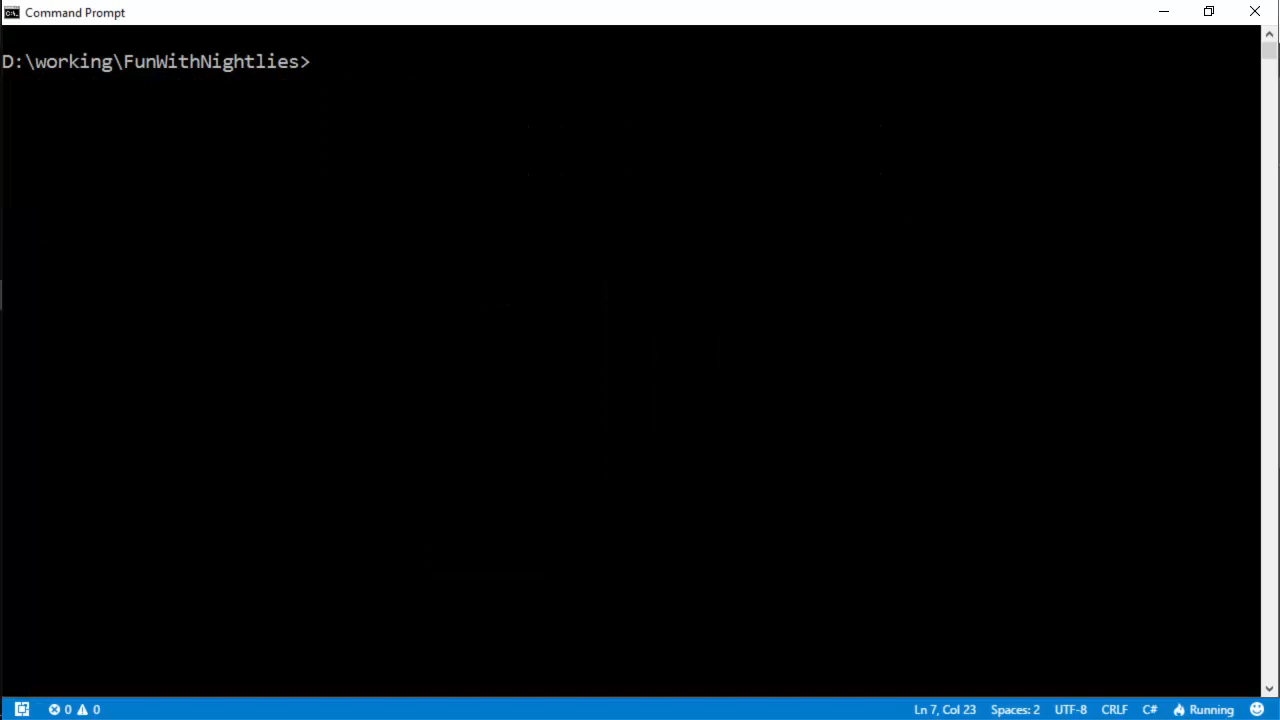 Command Prompt
D:\working\FunWithNightlies>
0 0 Ln 7, Col 23 Spaces: 2 UTF-8 CRLF C# Running